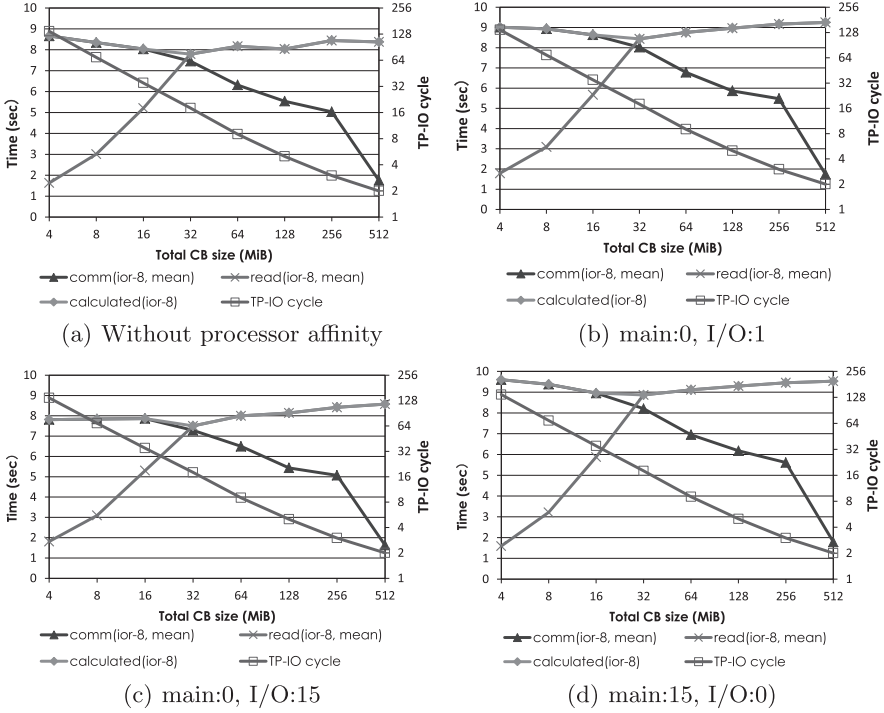 10 256 10 256
9 128 9 128
8 8
7 64 7 64
6 32 6 32
5 16 5 16
4 8 4 8
3 4 3 4
2 2
1 2 1 2
0 1 0 1
Time (sec) TP-IO cycle Time (sec) TP-IO cycle
4 8 16 32 64 128 256 512 4 8 16 32 64 128 256 512
Total CB size (MiB) Total CB size (MiB)
comm(ior-8, mean) read(ior-8, mean) comm(ior-8, mean) read(ior-8, mean)
calculated(ior-8) TP-IO cycle calculated(ior-8) TP-IO cycle
(a) Without processor affinity (b) main:0, I/O:1
10 256 10 256
9 128 9 128
8 8
7 64 7 64
6 32 6 32
5 16 5 16
4 8 4 8
3 4 3 4
2 2
1 2 1 2
0 1 0 1
Time (sec) TP-IO cycle Time (sec) TP-IO cycle
4 8 16 32 64 128 256 512 4 8 16 32 64 128 256 512
Total CB size (MiB) Total CB size (MiB)
comm(ior-8, mean) read(ior-8, mean) comm(ior-8, mean) read(ior-8, mean)
calculated(ior-8) TP-IO cycle calculated(ior-8) TP-IO cycle
(c) main:0, I/O:15 (d) main:15, I/O:0)